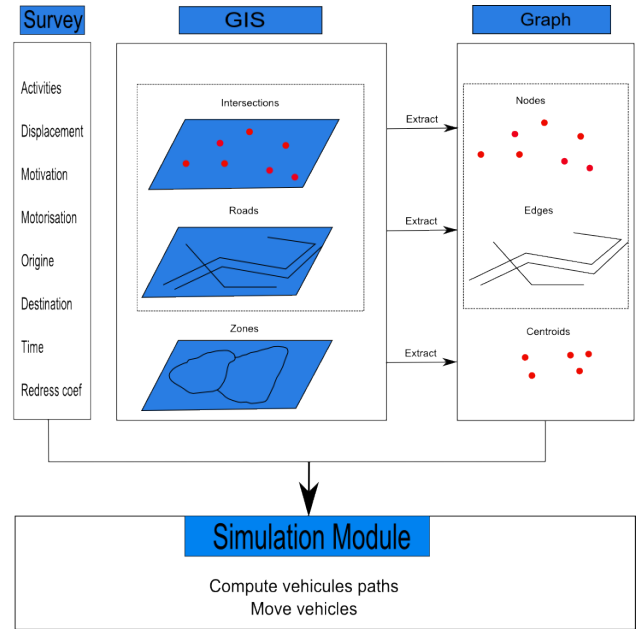 Survey
GIS
Graph
Activities
Displacement
Motivation
Motorisation
Origine
Destination
Time
Redress coef
Intersections
Roads
Zones
Extract
Extract
Extract
Nodes
Edges
Centroids
Simulation Module
Compute vehicules paths
Move vehicles